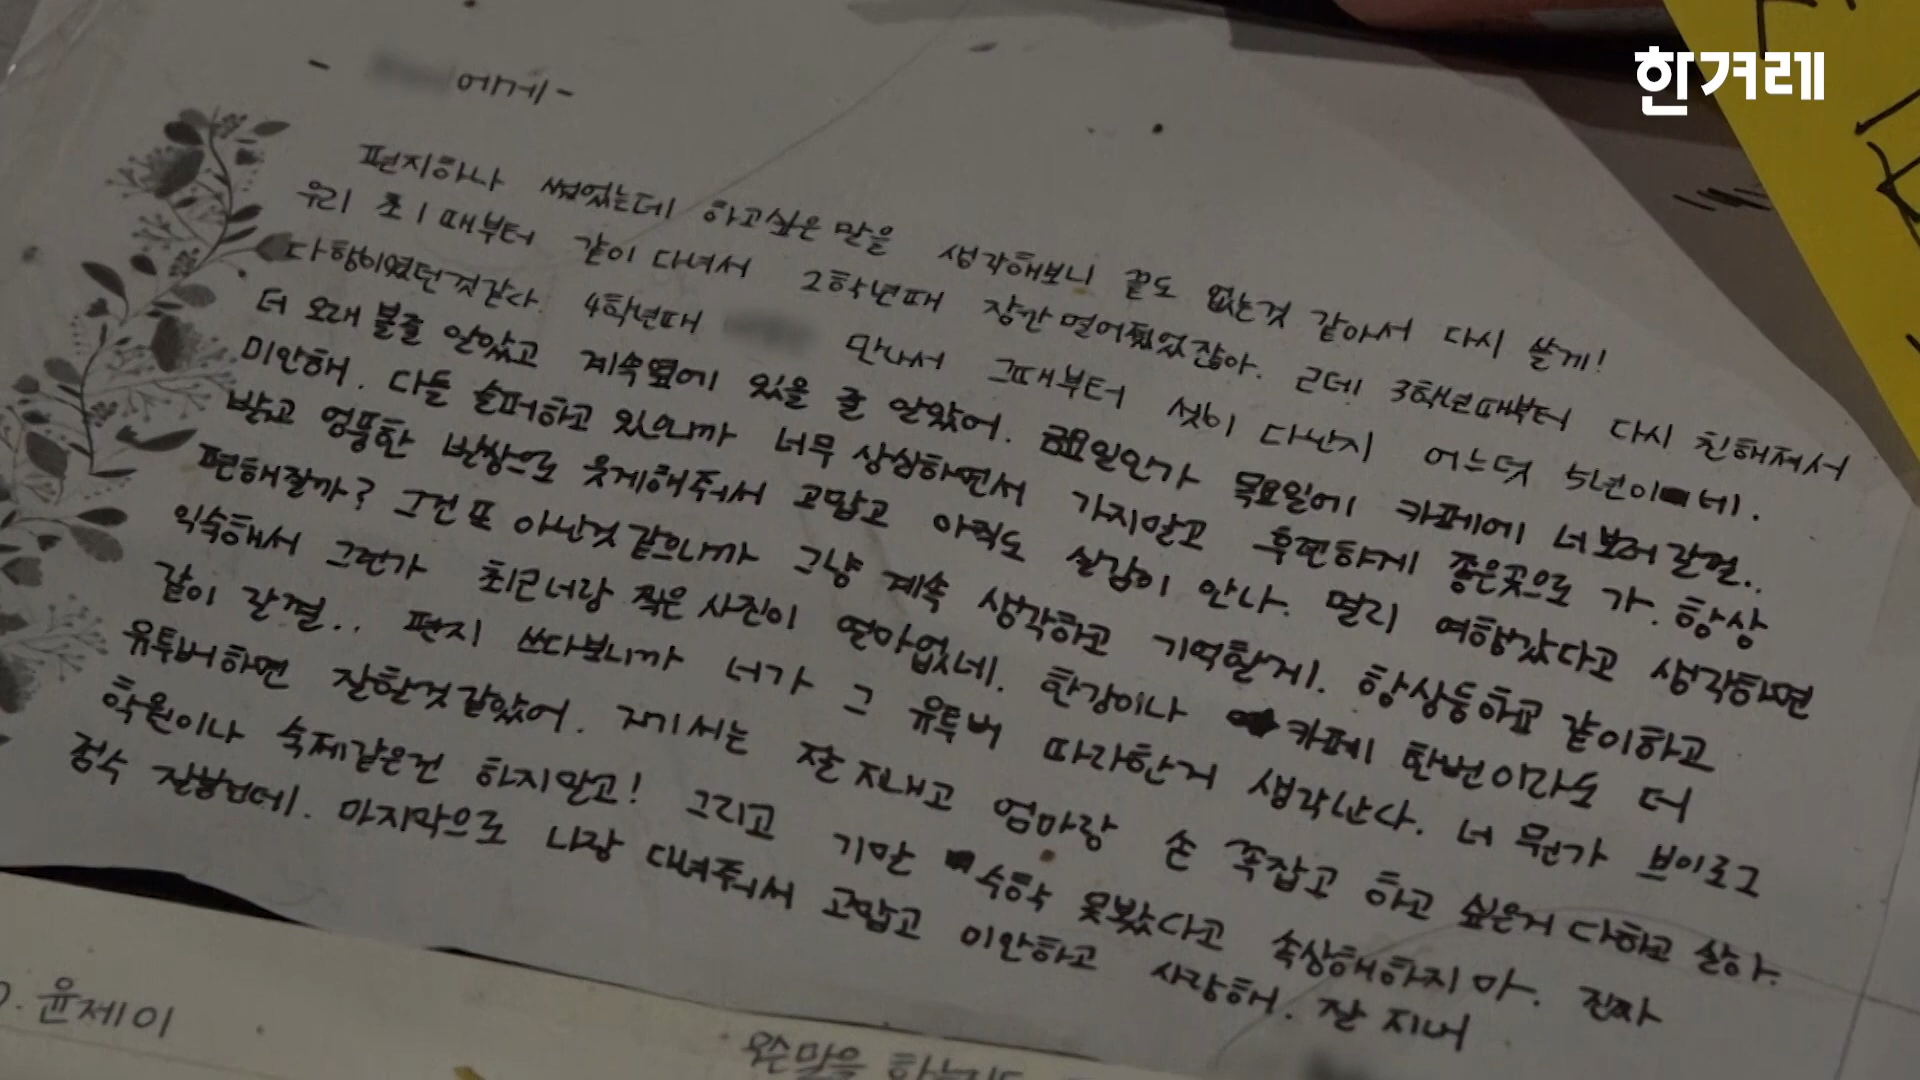 한겨레
- 에게 -
편지하나 썼었는데 하고싶은 말을 생각해보니 끝도 없는것 같아서 다시 쓸게!
우리 초1때부터 같이 다녀서 2학년때 잠깐 멀어졌었잖아. 근데 3학년때부터 다시 친해져서
다행이었던것같다. 4학년때 만나서 그때부터 셋이 다닌지 어느덧 5년이네.
더 오래 볼줄 알았고 계속옆에 있을 줄 알았어. 일인가 목요일에 카페에 너보러갈걸..
미안해. 다들 슬퍼하고 있으니까 너무 상심하면서 가지말고 후련하게 좋은곳으로 가. 항상
밝고 엉뚱한 발상으로 웃게해줘서 고맙고 아직도 실감이 안나. 멀리 여행갔다고 생각하면
편해질까? 그건 또 아닌것같으니까 그냥 계속 생각하고 기억할게. 항상등하교 같이하고
익숙해서 그런가 최근너랑 찍은 사진이 얼마없네. 한강이나 카페 한번이라도 더
같이 갈걸.. 편지 쓰다보니까 너가 그 유투버 따라한거 생각난다. 너 뭔가 브이로그
유투버하면 잘할것같았어. 거기서는 잘 지내고 엄마랑 손 꼭잡고 하고 싶은거 다하고 살아.
학원이나 숙제같은건 하지말고! 그리고 기말 수학 못봤다고 속상해하지 마. 진짜
점수 잘봤던데. 마지막으로 나랑 다녀줘서 고맙고 미안하고 사랑해. 잘 지내
윤제이